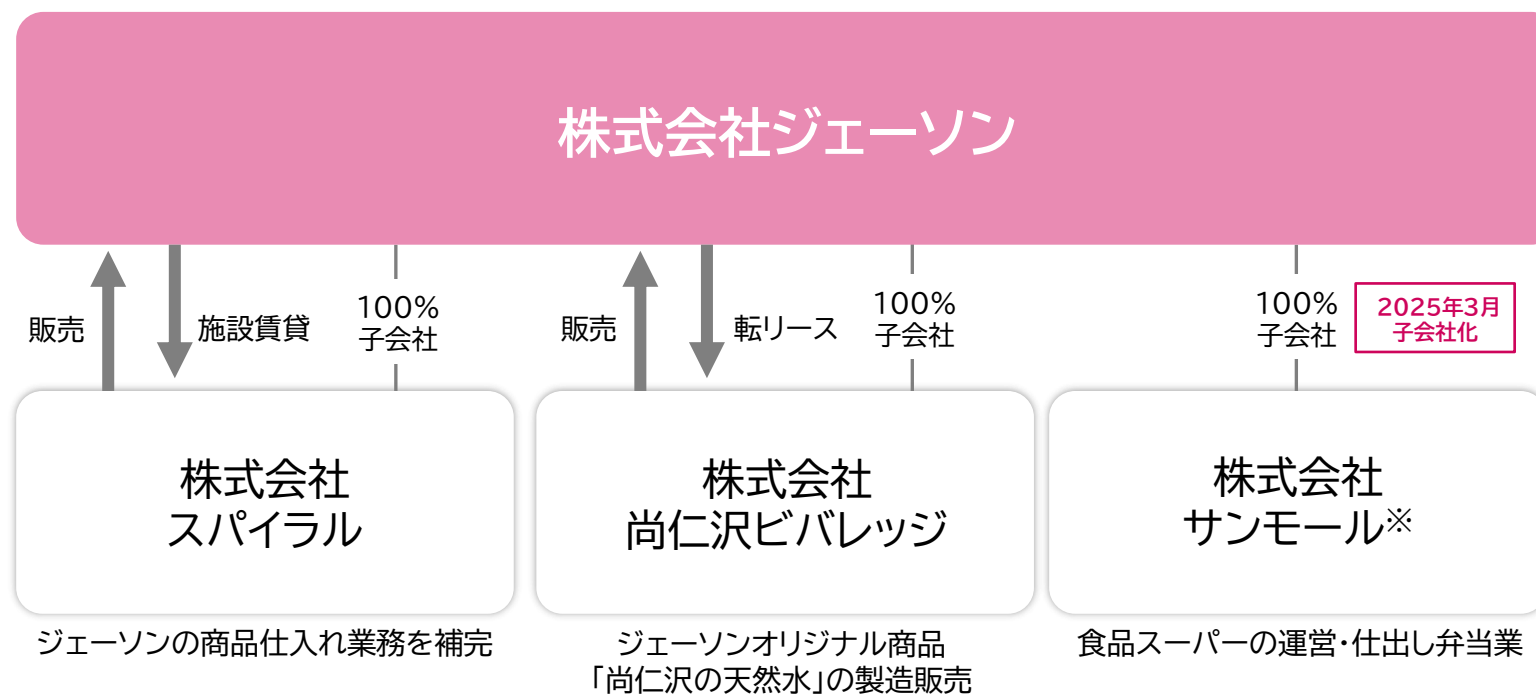 株式会社ジェーソン
販売
施設賃貸
100%
子会社
販売
転リース
100%
子会社
100%
子会社
2025年3月
子会社化
株式会社
スパイラル
株式会社
尚仁沢ビバレッジ
株式会社
サンモール※
ジェーソンの商品仕入れ業務を補完
ジェーソンオリジナル商品
「尚仁沢の天然水」の製造販売
食品スーパーの運営・仕出し弁当業